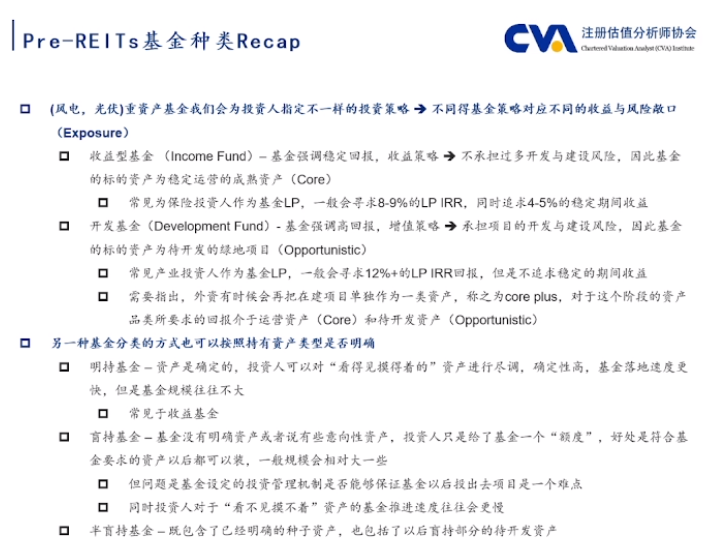 Pre-REITs基金种类Recap
CVA
注册估值分析师协会
Chartered Valuation Analyst (CVA) Institute
(风电，光伏)重资产基金我们会为投资人指定不一样的投资策略 ➔ 不同得基金策略对应不同的收益与风险敞口
（Exposure）
收益型基金 （Income Fund）– 基金强调稳定回报，收益策略 ➔ 不承担过多开发与建设风险，因此基金
的标的资产为稳定运营的成熟资产（Core）
常见为保险投资人作为基金LP，一般会寻求8-9%的LP IRR，同时追求4-5%的稳定期间收益
开发基金（Development Fund）- 基金强调高回报，增值策略 ➔ 承担项目的开发与建设风险，因此基金
的标的资产为待开发的绿地项目（Opportunistic）
常见产业投资人作为基金LP，一般会寻求12%+的LP IRR回报，但是不追求稳定的期间收益
需要指出，外资有时候会再把在建项目单独作为一类资产，称之为core plus，对于这个阶段的资产
品类所要求的回报介于运营资产（Core）和待开发资产（Opportunistic）
另一种基金分类的方式也可以按照持有资产类型是否明确
明持基金 – 资产是确定的，投资人可以对“看得见摸得着的”资产进行尽调，确定性高，基金落地速度更
快，但是基金规模往往不大
常见于收益基金
盲持基金 – 基金没有明确资产或者说有些意向性资产，投资人只是给了基金一个“额度”，好处是符合基
金要求的资产以后都可以装，一般规模会相对大一些
但问题是基金设定的投资管理机制是否能够保证基金以后投出去项目是一个难点
同时投资人对于“看不见摸不着”资产的基金推进速度往往会更慢
半盲持基金 – 既包含了已经明确的种子资产，也包括了以后盲持部分的待开发资产